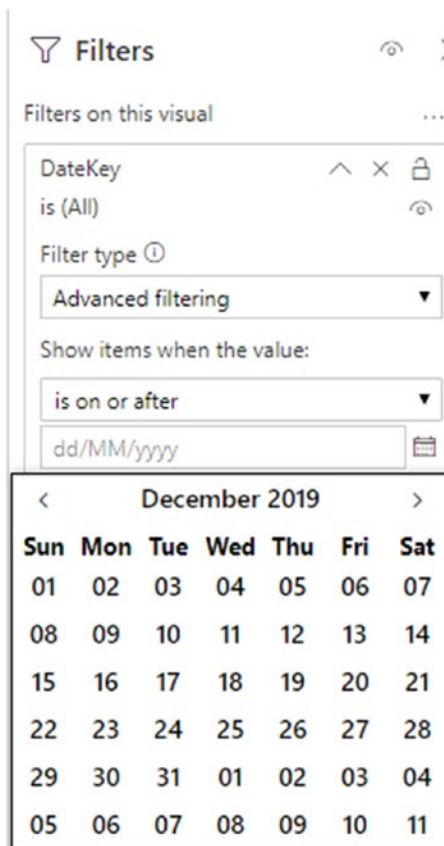 Filters
Filters on this visual
DateKey
is (All)
Filter type
Advanced filtering
Show items when the value:
is on or after
dd/MM/yyyy
December 2019
Sun Mon Tue Wed Thu Fri Sat
01 02 03 04 05 06 07
08 09 10 11 12 13 14
15 16 17 18 19 20 21
22 23 24 25 26 27 28
29 30 31 01 02 03 04
05 06 07 08 09 10 11